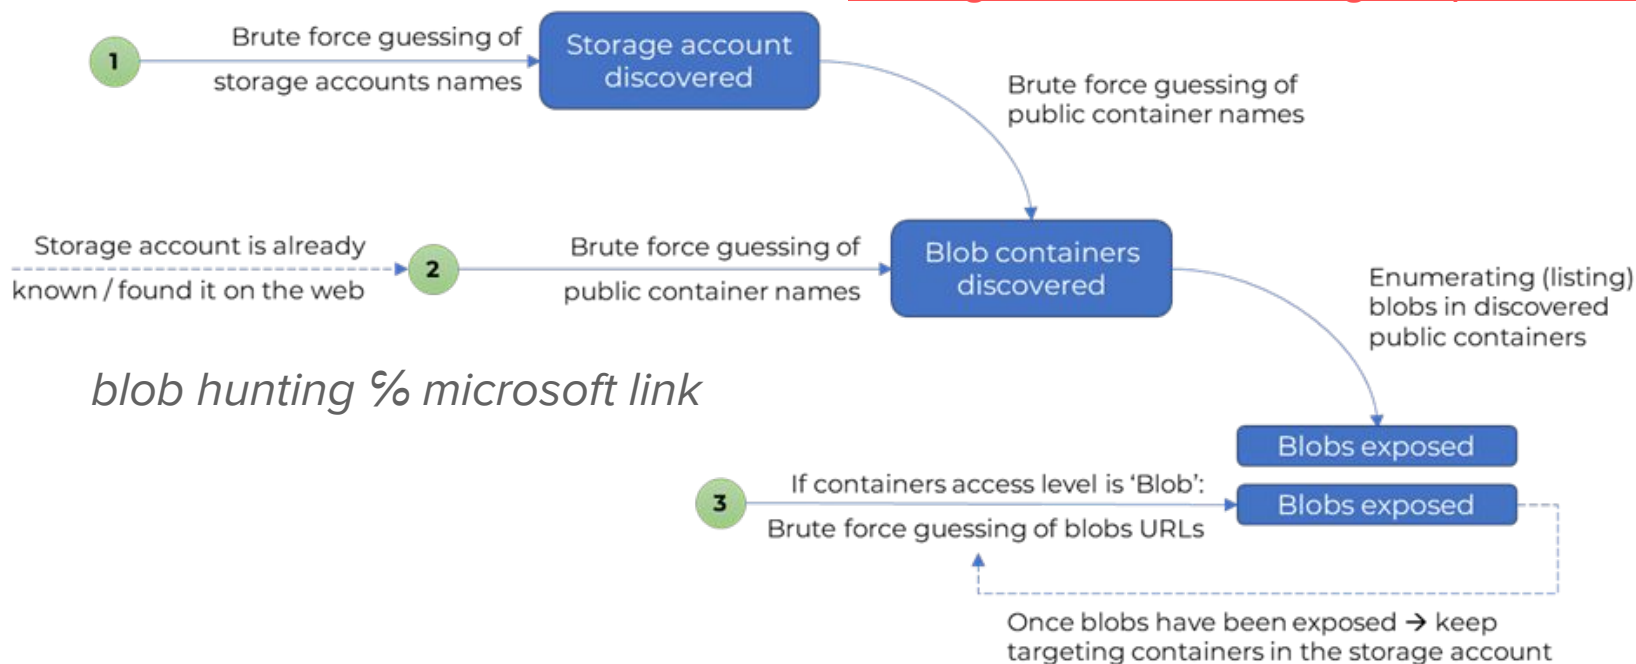 1
Brute force guessing of
storage accounts names
Storage account
discovered
Brute force guessing of
public container names
Storage account is already
known / found it on the web
2
Brute force guessing of
public container names
Blob containers
discovered
Enumerating (listing)
blobs in discovered
public containers
blob hunting ℅ microsoft link
Blobs exposed
3
If containers access level is ‘Blob’:
Brute force guessing of blobs URLs
Blobs exposed
Once blobs have been exposed → keep
targeting containers in the storage account